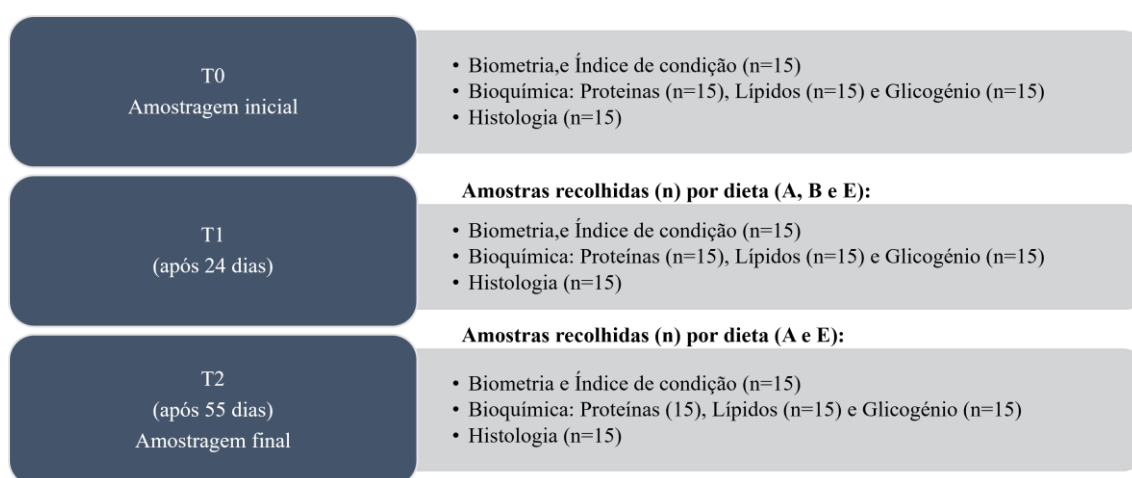 T0
Amostragem inicial
• Biometria,e Índice de condição (n=15)
• Bioquímica: Proteinas (n=15), Lípidos (n=15) e Glicogénio (n=15)
• Histologia (n=15)
Amostras recolhidas (n) por dieta (A, B e E):
T1
(após 24 dias)
• Biometria,e Índice de condição (n=15)
• Bioquímica: Proteínas (n=15), Lípidos (n=15) e Glicogénio (n=15)
• Histologia (n=15)
Amostras recolhidas (n) por dieta (A e E):
T2
(após 55 dias)
Amostragem final
• Biometria e Índice de condição (n=15)
• Bioquímica: Proteínas (15), Lípidos (n=15) e Glicogénio (n=15)
• Histologia (n=15)